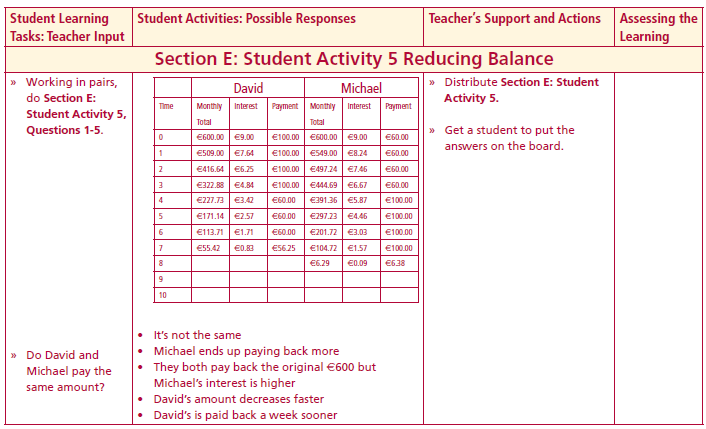 Student Learning
Tasks: Teacher Input
Student Activities: Possible Responses
Teacher's Support and Actions
Assessing the
Learning
Section E: Student Activity 5 Reducing Balance
» Working in pairs,
do Section E:
Student Activity 5,
Questions 1-5.
David Michael
Time Monthly Total Interest Payment Monthly Total Interest Payment
0 €600.00 €9.00 €100.00 €600.00 €9.00 €60.00
1 €509.00 €7.64 €100.00 €549.00 €8.24 €60.00
2 €416.64 €6.25 €100.00 €497.24 €7.46 €60.00
3 €322.88 €4.84 €100.00 €444.69 €6.67 €60.00
4 €227.73 €3.42 €60.00 €391.36 €5.87 €100.00
5 €171.14 €2.57 €60.00 €297.23 €4.46 €100.00
6 €113.71 €1.71 €60.00 €201.72 €3.03 €100.00
7 €55.42 €0.83 €56.25 €104.72 €1.57 €100.00
8 €6.29 €0.09 €6.38
9
10
» Distribute Section E: Student
Activity 5.
» Get a student to put the
answers on the board.
» Do David and
Michael pay the
same amount?
• It's not the same
• Michael ends up paying back more
• They both pay back the original €600 but
Michael's interest is higher
• David's amount decreases faster
• David's is paid back a week sooner